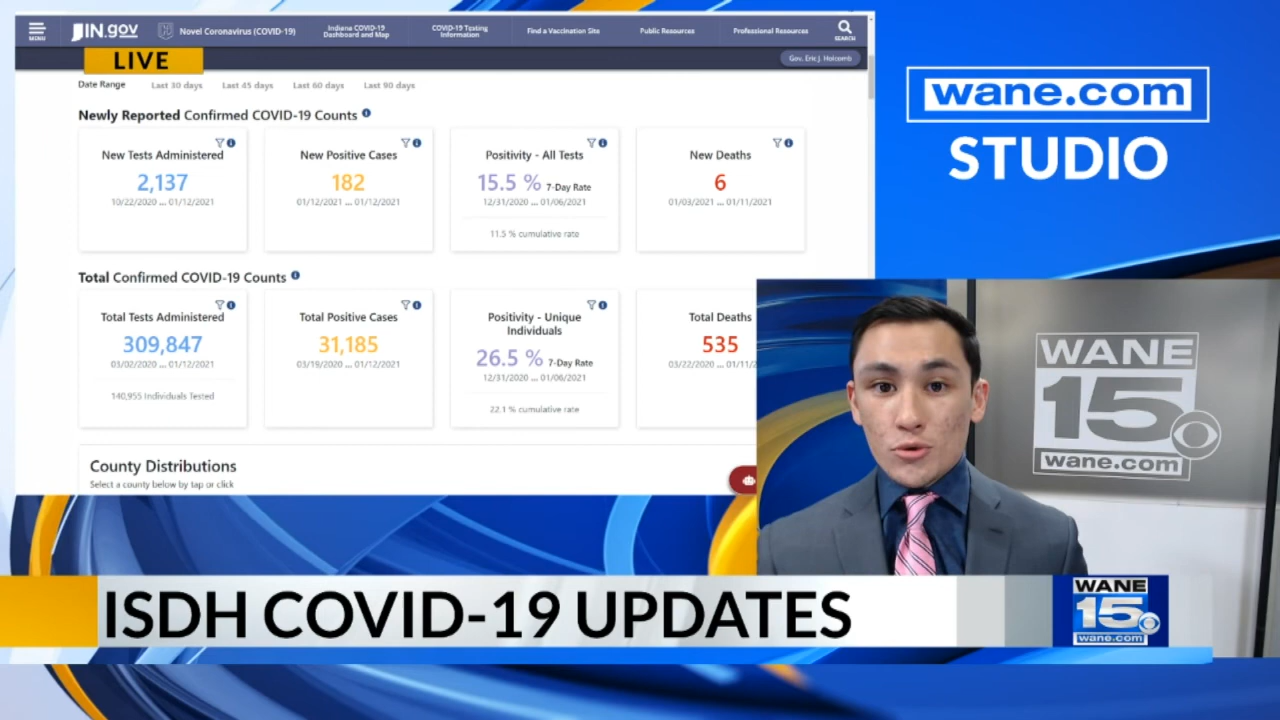 MENU
IN.gov
Novel Coronavirus (COVID-19)
Indiana COVID-19
Dashboard and Map
COVID-19 Testing
Information
Find a Vaccination Site
Public Resources
Professional Resources
SEARCH
LIVE
Gov. Eric J. Holcomb
Date Range
Last 30 days
Last 45 days
Last 60 days
Last 90 days
Newly Reported Confirmed COVID-19 Counts
New Tests Administered
2,137
10/22/2020 ... 01/12/2021
New Positive Cases
182
01/12/2021 ... 01/12/2021
Positivity - All Tests
15.5 % 7-Day Rate
12/31/2020 ... 01/06/2021
11.5 % cumulative rate
New Deaths
6
01/03/2021 ... 01/11/2021
Total Confirmed COVID-19 Counts
Total Tests Administered
309,847
03/02/2020 ... 01/12/2021
140,955 Individuals Tested
Total Positive Cases
31,185
03/19/2020 ... 01/12/2021
Positivity - Unique
Individuals
26.5 % 7-Day Rate
12/31/2020 ... 01/06/2021
22.1 % cumulative rate
Total Deaths
535
03/22/2020 ... 01/11/2
County Distributions
Select a county below by tap or click
wane.com
STUDIO
WANE
15
wane.com
ISDH COVID-19 UPDATES
WANE
15
wane.com